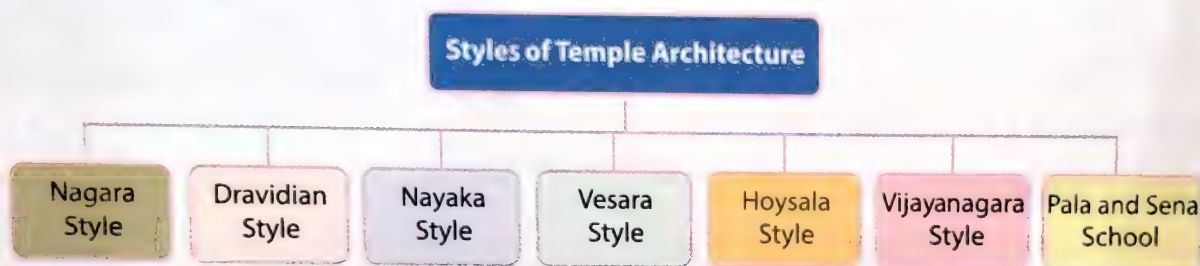 Styles of Temple Architecture
Nagara
Style
Dravidian
Style
Nayaka
Style
Vesara
Style
Hoysala
Style
Vijayanagara
Style
Pala and Sena
School